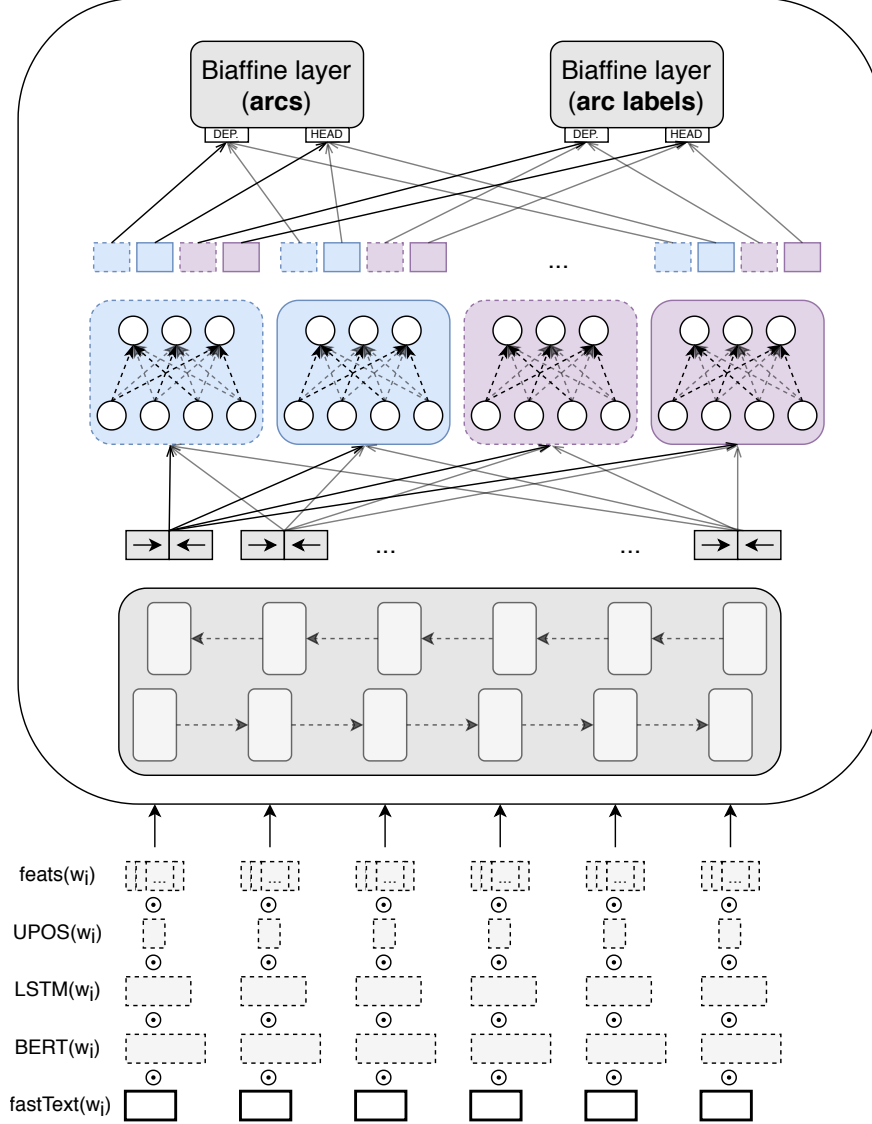 Biaffine layer
(arcs)
DEP.
HEAD
Biaffine layer
(arc labels)
DEP.
HEAD
...
...
...
feats(wi)
...
...
...
...
...
...
UPOS(wi)
LSTM(wi)
BERT(wi)
fastText(wi)